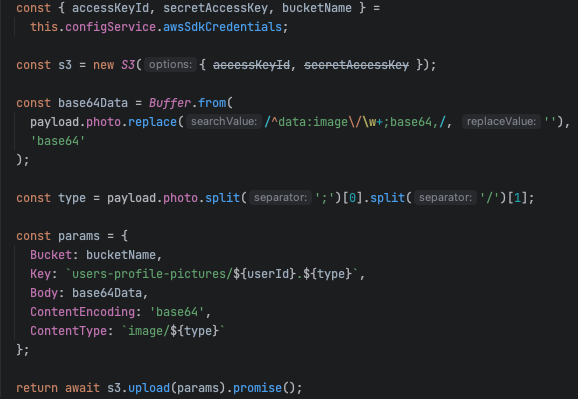 const { accessKeyId, secretAccessKey, bucketName } =
  this.configService.awsSdkCredentials;

const s3 = new S3( options: { accessKeyId, secretAccessKey });

const base64Data = Buffer.from(
  payload.photo.replace( searchValue: /^data:image\/\w+;base64,/, replaceValue: ''),
  'base64'
);

const type = payload.photo.split( separator: ';')[0].split( separator: '/')[1];

const params = {
  Bucket: bucketName,
  Key: `users-profile-pictures/${userId}.${type}`,
  Body: base64Data,
  ContentEncoding: 'base64',
  ContentType: `image/${type}`
};

return await s3.upload(params).promise();